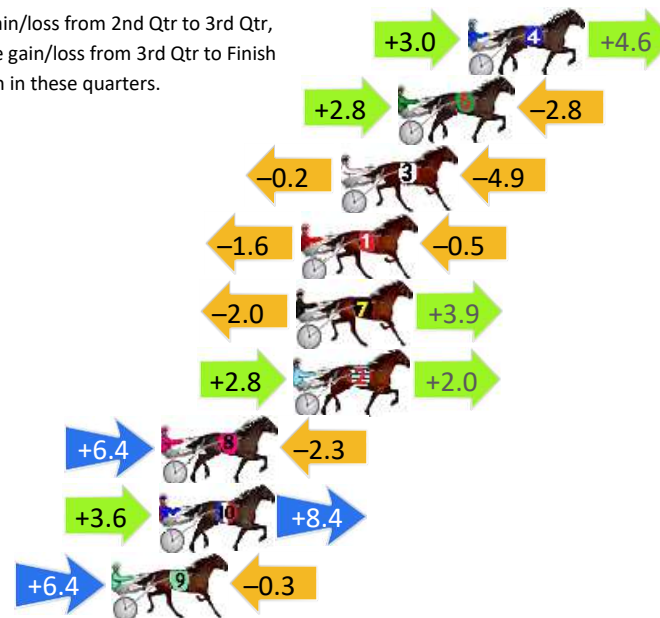 ain/loss from 2nd Qtr to 3rd Qtr,
e gain/loss from 3rd Qtr to Finish
n in these quarters.
+3.0 4 +4.6
+2.8 –2.8
–0.2 3 –4.9
–1.6 1 –0.5
–2.0 7 +3.9
+2.8 2 +2.0
+6.4 8 –2.3
+3.6 10 +8.4
+6.4 9 –0.3